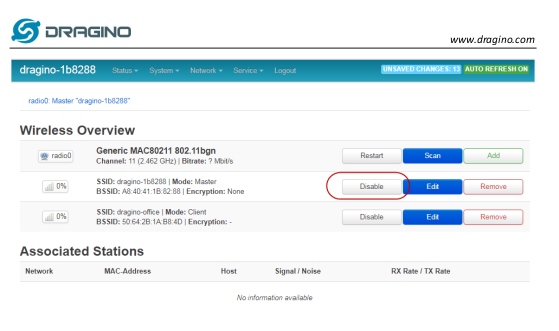 DRAGINO
www.dragino.com
dragino-1b8288 Status System Network Service Logout UNSAVED CHANGES: 13 AUTO REFRESH ON
radio0: Master "dragino-1b8288"
Wireless Overview
radio0 Generic MAC80211 802.11bgn Restart Scan Add
Channel: 11 (2.462 GHz) | Bitrate: ? Mbit/s
0% SSID: dragino-1b8288 | Mode: Master Disable Edit Remove
BSSID: A8:40:41:1B:82:88 | Encryption: None
0% SSID: dragino-office | Mode: Client Disable Edit Remove
BSSID: 50:64:2B:1A:B8:4D | Encryption: -
Associated Stations
Network MAC-Address Host Signal / Noise RX Rate / TX Rate
No information available